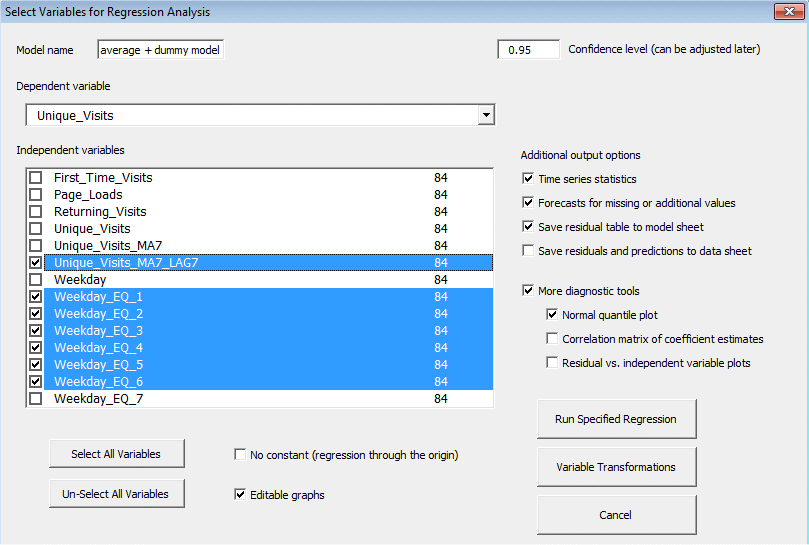 Select Variables for Regression Analysis
Model name
average + dummy model
0.95
Confidence level (can be adjusted later)
Dependent variable
Unique_Visits
Independent variables
First_Time_Visits 84
Page_Loads 84
Returning_Visits 84
Unique_Visits 84
Unique_Visits_MA7 84
Unique_Visits_MA7_LAG7 84
Weekday 84
Weekday_EQ_1 84
Weekday_EQ_2 84
Weekday_EQ_3 84
Weekday_EQ_4 84
Weekday_EQ_5 84
Weekday_EQ_6 84
Weekday_EQ_7 84
Additional output options
Time series statistics
Forecasts for missing or additional values
Save residual table to model sheet
Save residuals and predictions to data sheet
More diagnostic tools
Normal quantile plot
Correlation matrix of coefficient estimates
Residual vs. independent variable plots
Select All Variables
Un-Select All Variables
No constant (regression through the origin)
Editable graphs
Run Specified Regression
Variable Transformations
Cancel